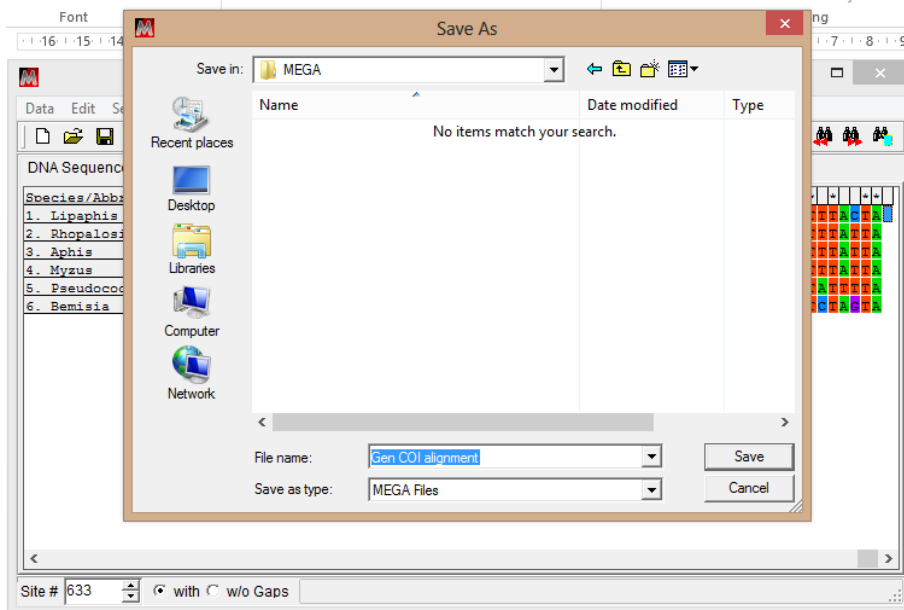 Font
ng
16 15 14
7 8 9
Save As
Data Edit Se
DNA Sequenc
Species/Abb
1. Lipaphis
2. Rhopalosi
3. Aphis
4. Myzus
5. Pseudococ
6. Bemisia
Save in: MEGA
Recent places
Desktop
Libraries
Computer
Network
Name Date modified Type
No items match your search.
* * *
T T T A C T A
T T T A T T A
T T T A T T A
T T T A T T A
T A T T T T A
T C T A G T A
File name: Gen COI alignment Save
Save as type: MEGA Files Cancel
Site # 633 with w/o Gaps